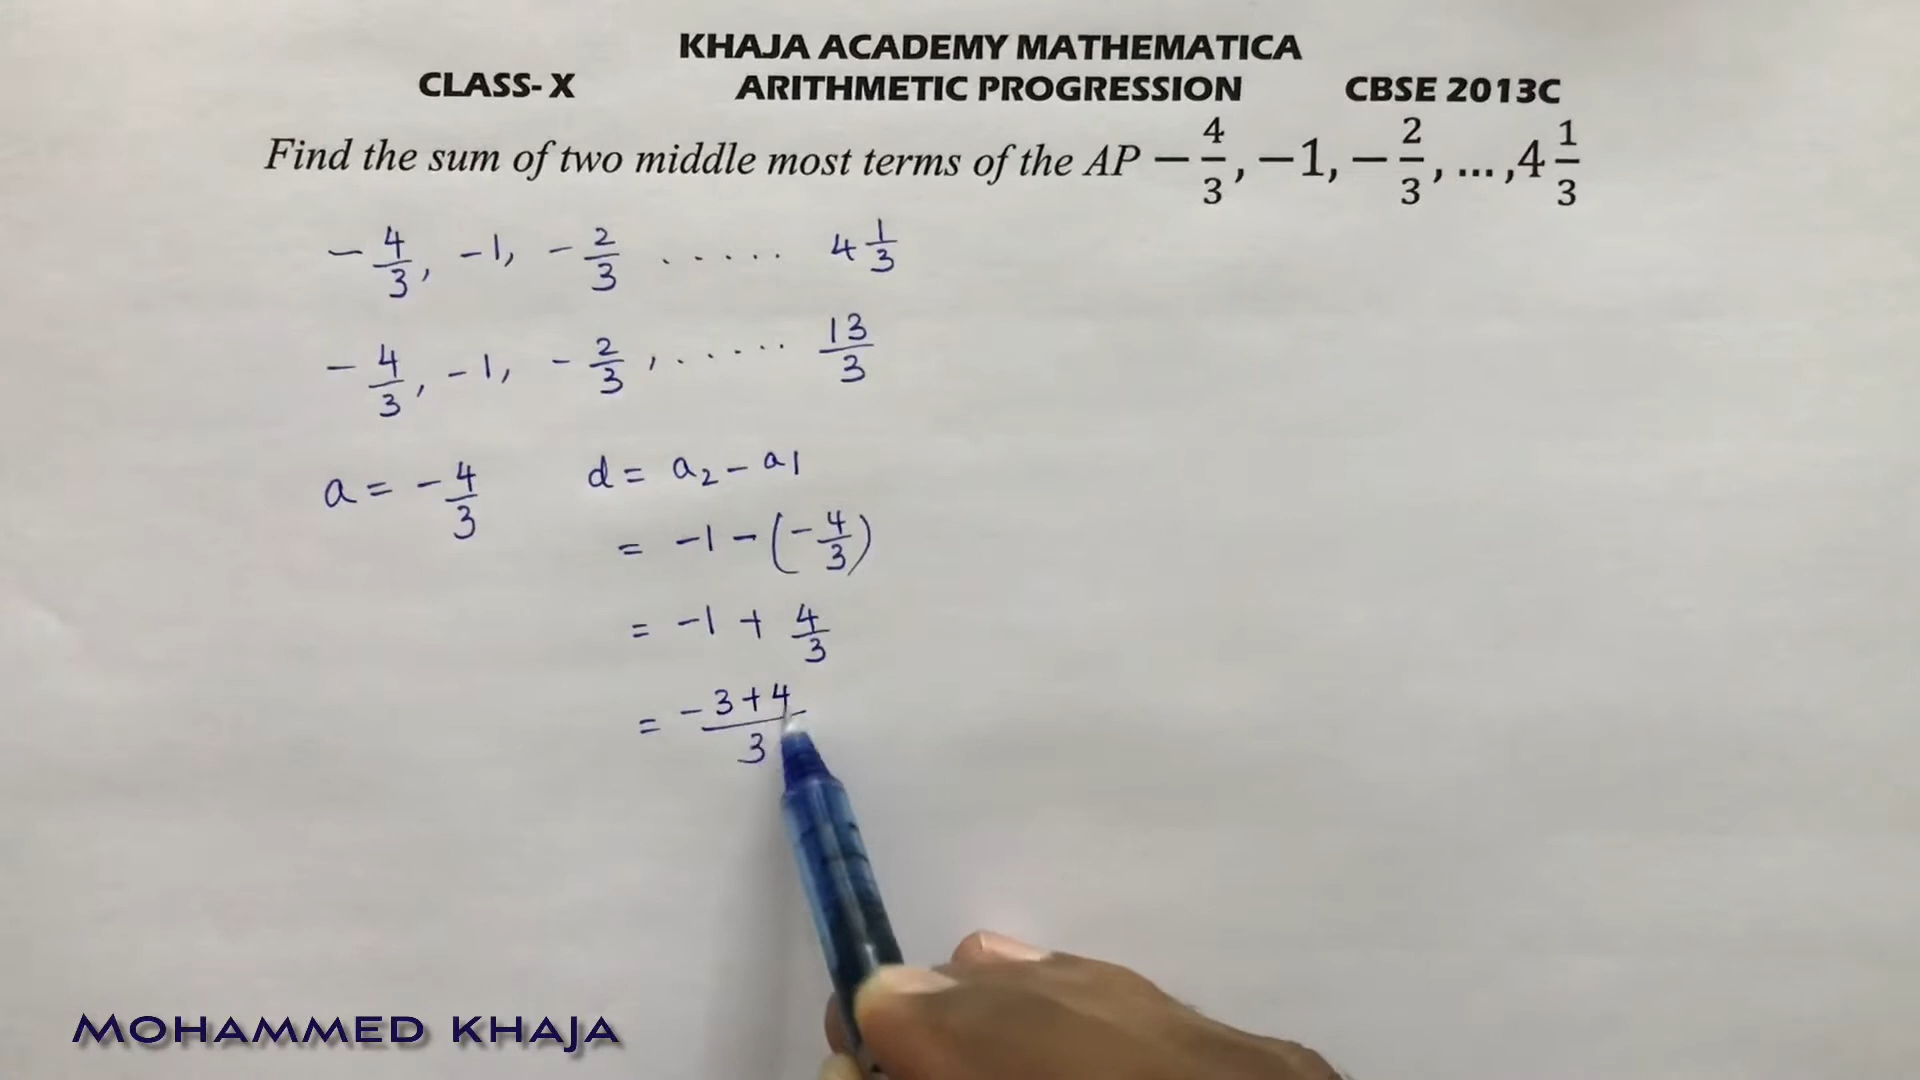 KHAJA ACADEMY MATHEMATICA
CLASS- X ARITHMETIC PROGRESSION CBSE 2013C
Find the sum of two middle most terms of the AP −4/3, −1, −2/3, ... ,4 1/3
−4/3, −1, −2/3 ..... 4 1/3
−4/3, −1, −2/3, ..... 13/3
a = −4/3 d = a₂ − a₁
= −1 − (−4/3)
= −1 + 4/3
= −3+4/3
MOHAMMED KHAJA